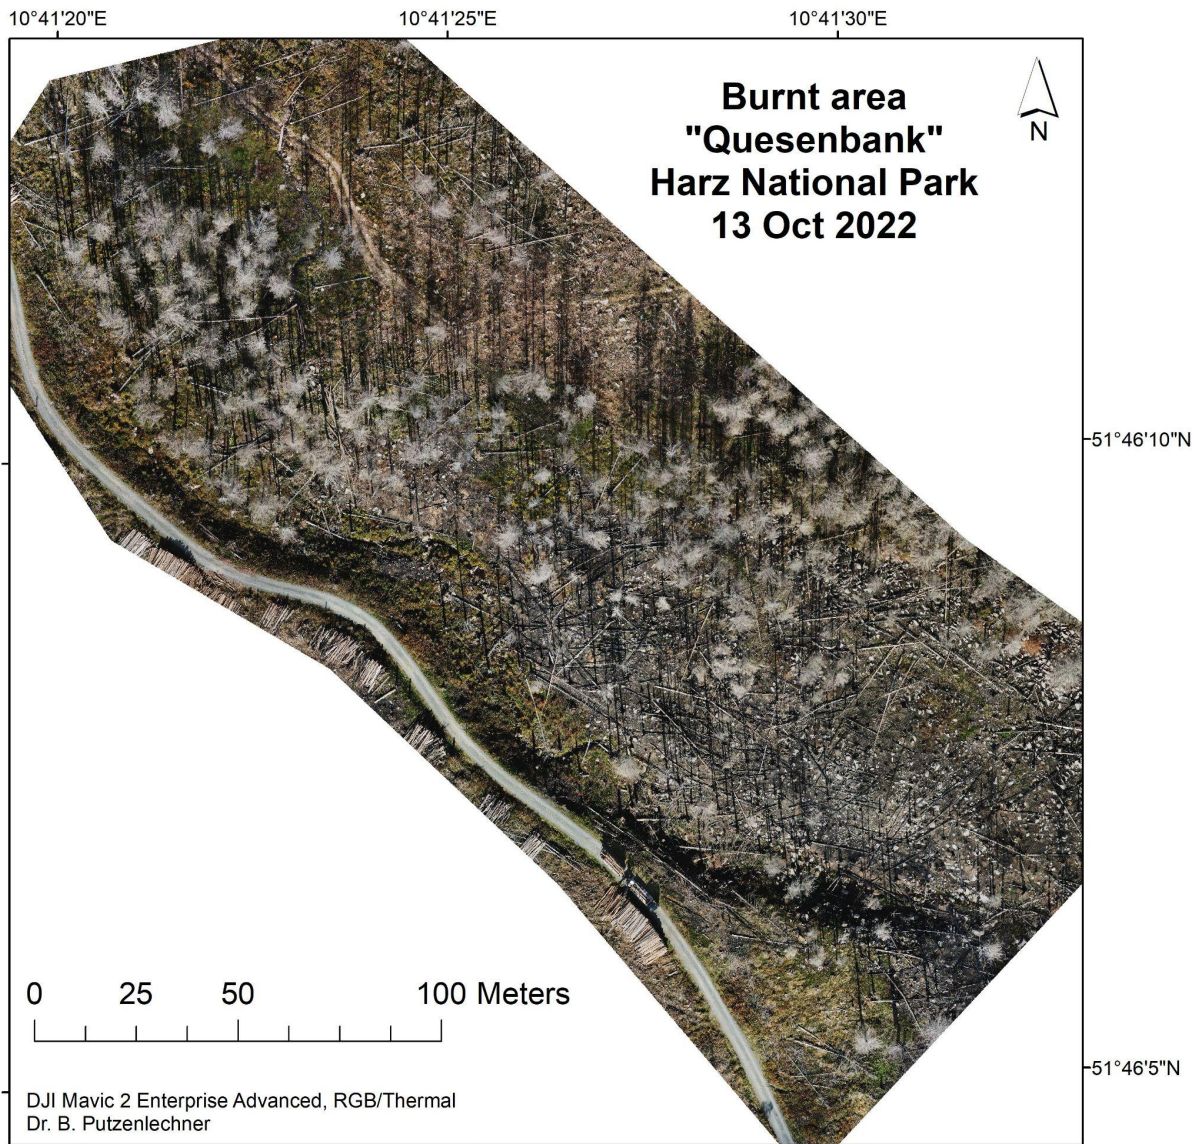 10°41'20"E 10°41'25"E 10°41'30"E
Burnt area
"Quesenbank"
Harz National Park
13 Oct 2022
N
51°46'10"N
0 25 50 100 Meters
51°46'5"N
DJI Mavic 2 Enterprise Advanced, RGB/Thermal
Dr. B. Putzenlechner